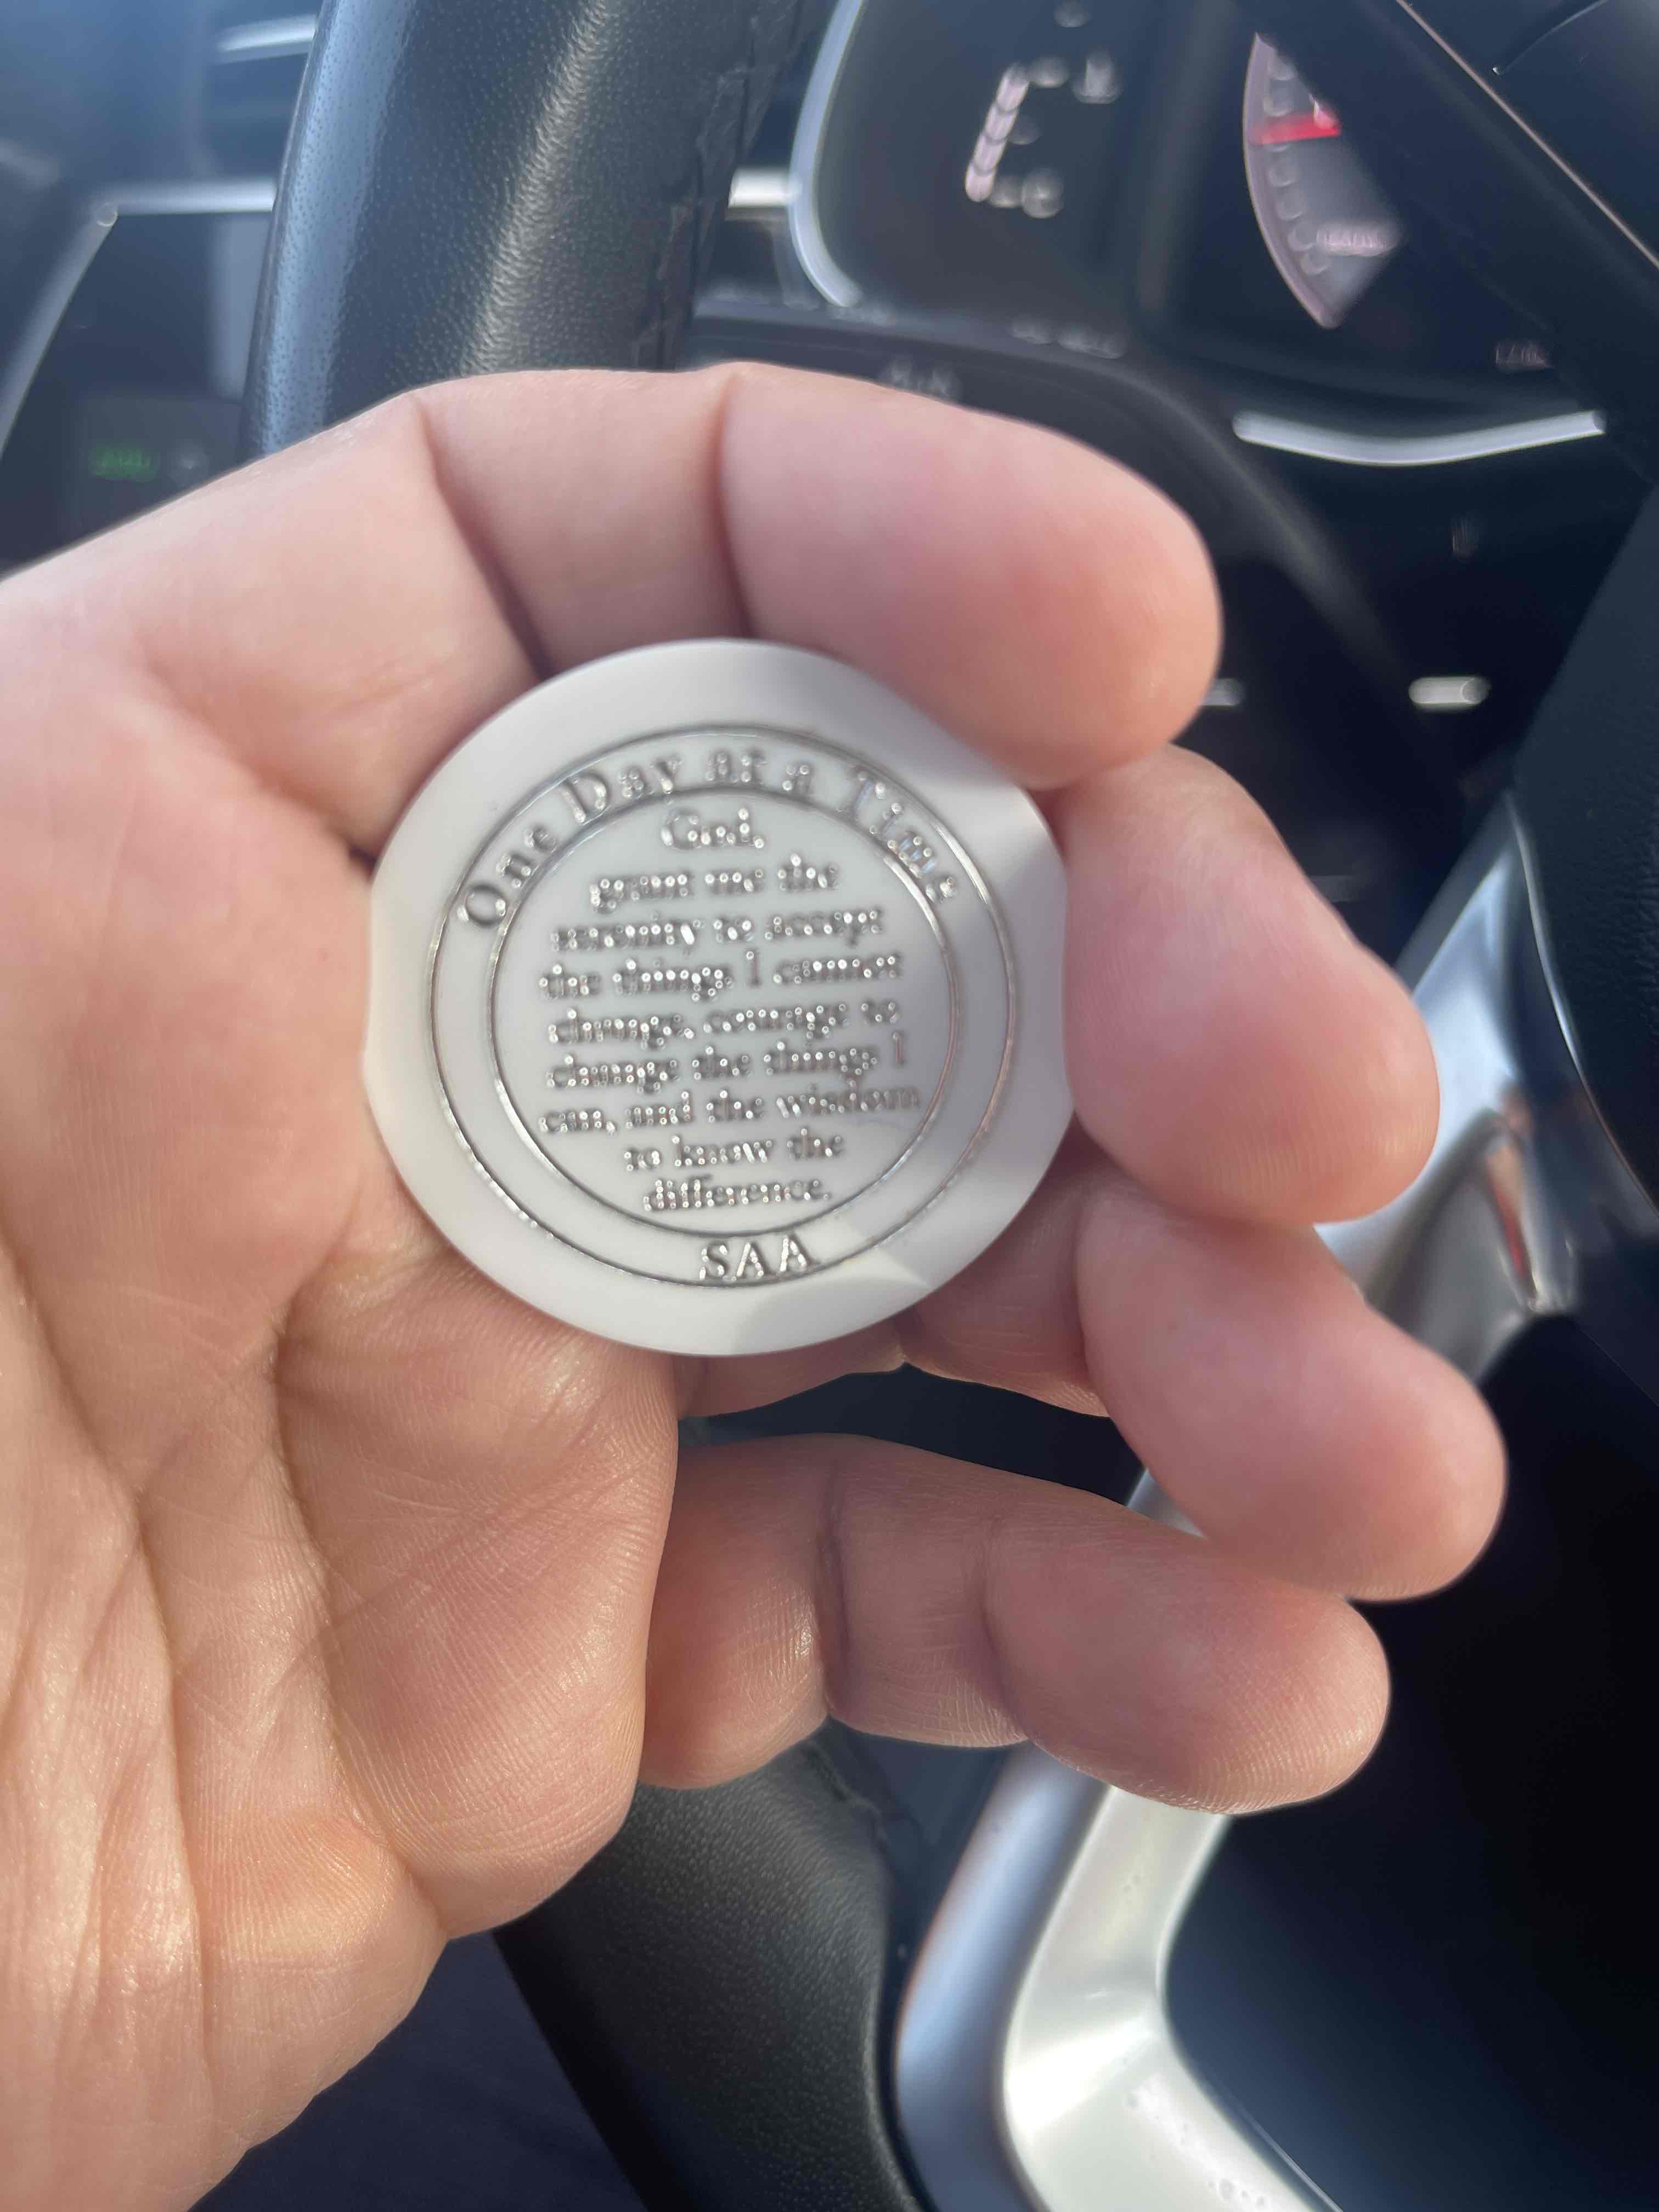 One Day at a Time
God,
grant me the
serenity to accept
the things I cannot
change, courage to
change the things I
can, and the wisdom
to know the
difference.
SAA